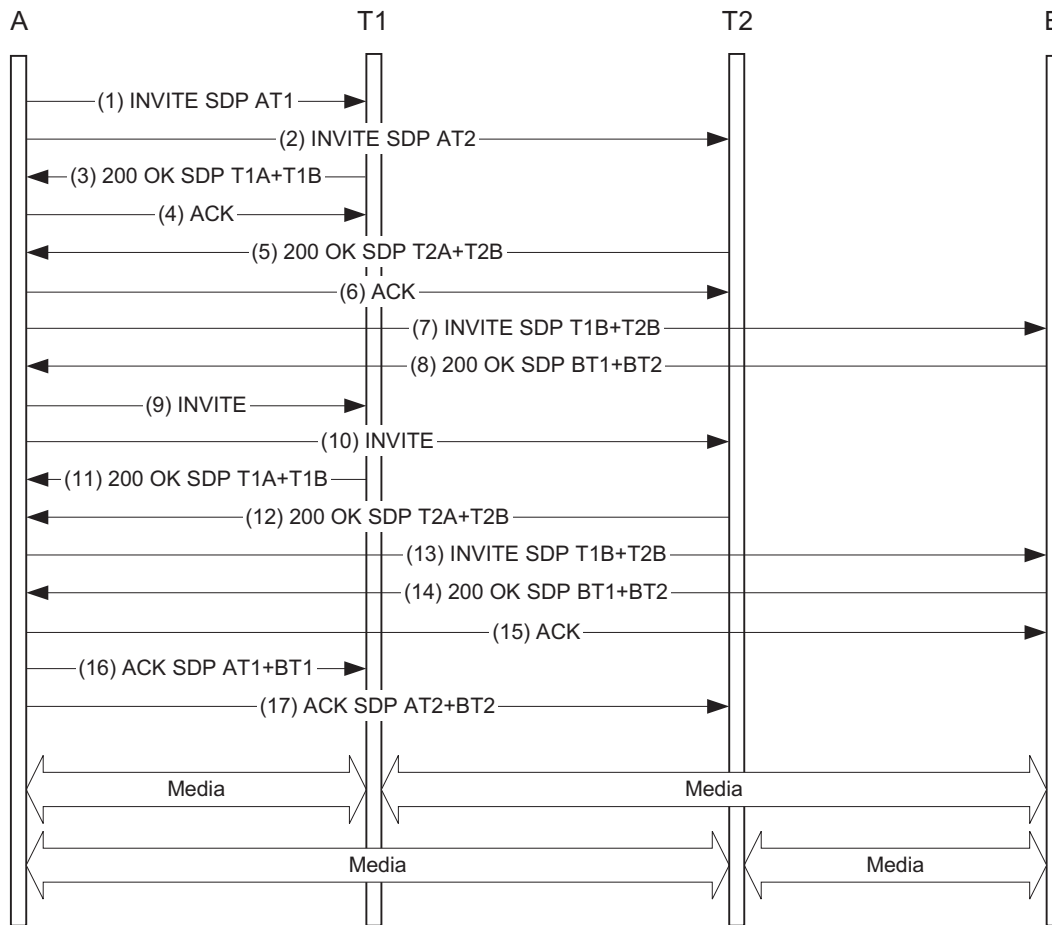 A T1 T2
(1) INVITE SDP AT1
(2) INVITE SDP AT2
(3) 200 OK SDP T1A+T1B
(4) ACK
(5) 200 OK SDP T2A+T2B
(6) ACK
(7) INVITE SDP T1B+T2B
(8) 200 OK SDP BT1+BT2
(9) INVITE
(10) INVITE
(11) 200 OK SDP T1A+T1B
(12) 200 OK SDP T2A+T2B
(13) INVITE SDP T1B+T2B
(14) 200 OK SDP BT1+BT2
(15) ACK
(16) ACK SDP AT1+BT1
(17) ACK SDP AT2+BT2
Media Media
Media Media